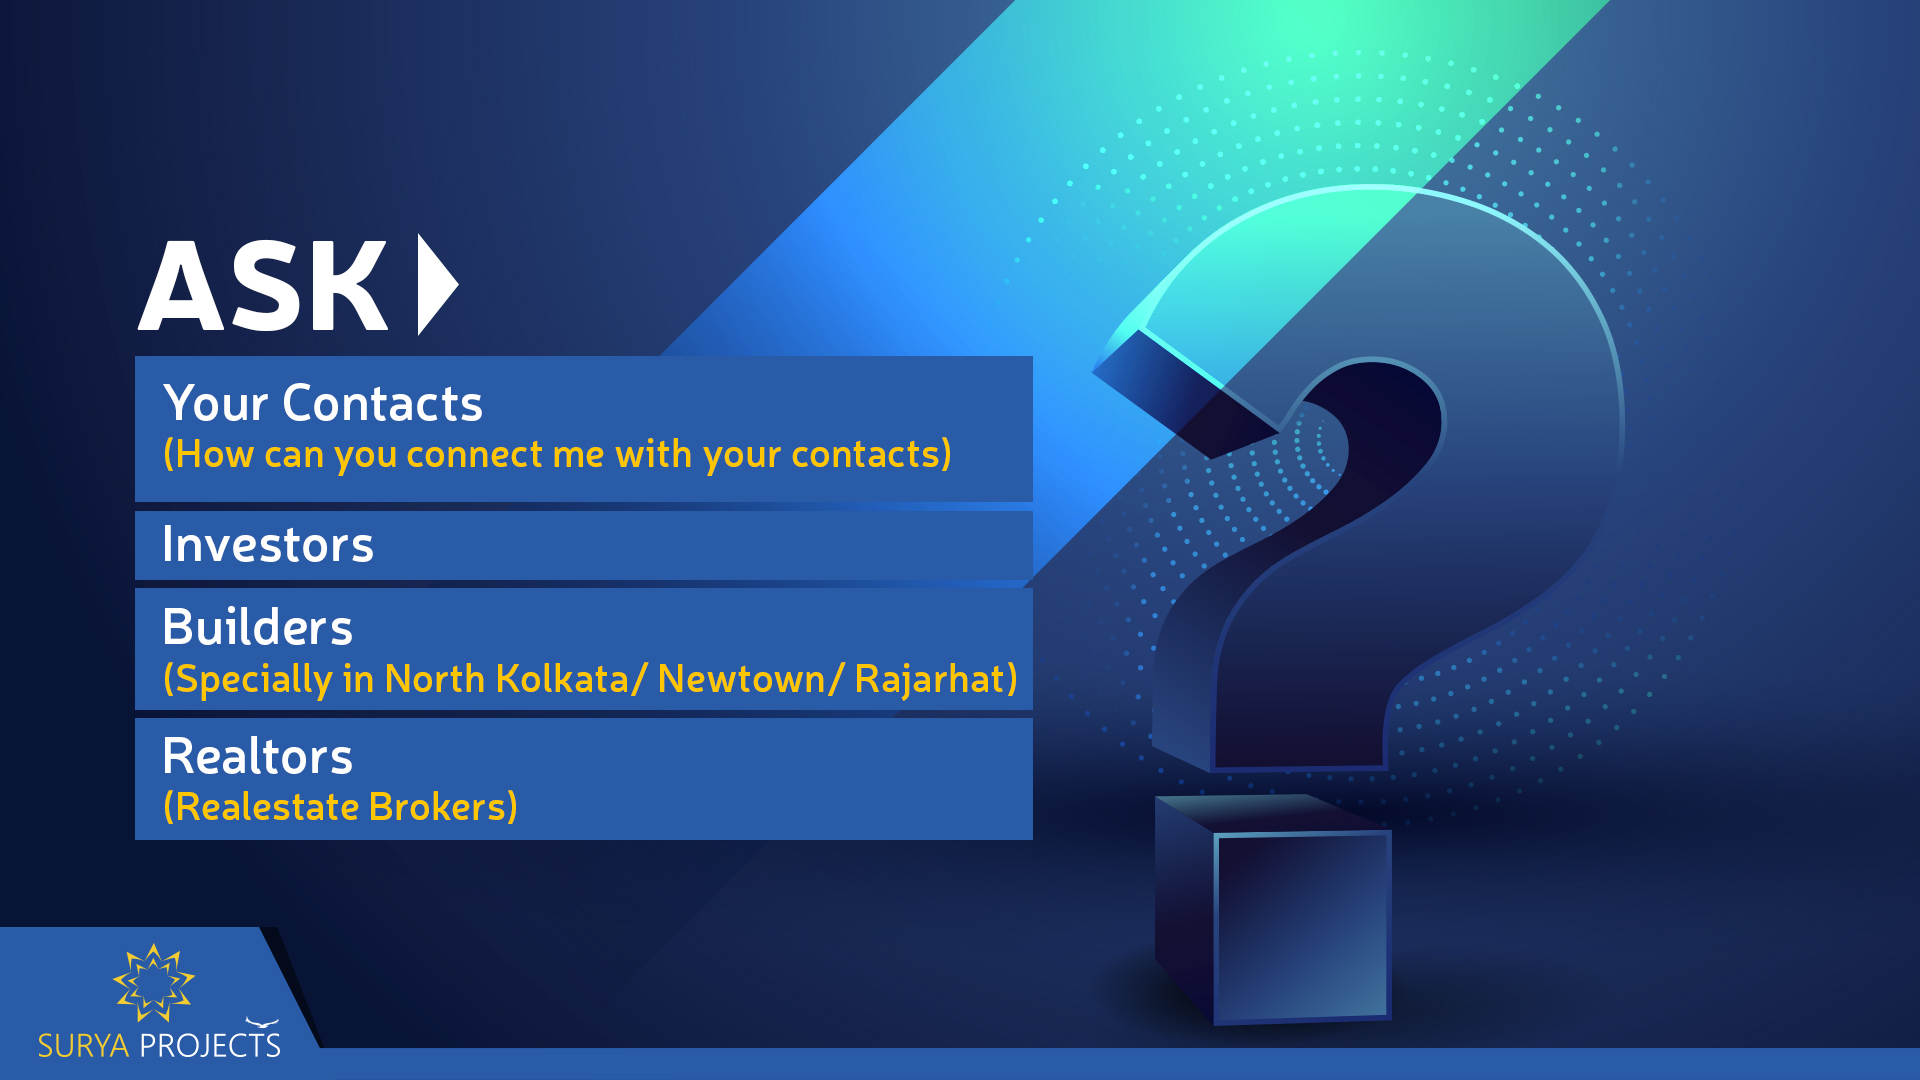 ASK
Your Contacts
(How can you connect me with your contacts)
Investors
Builders
(Specially in North Kolkata/ Newtown/ Rajarhat)
Realtors
(Realestate Brokers)
SURYA PROJECTS